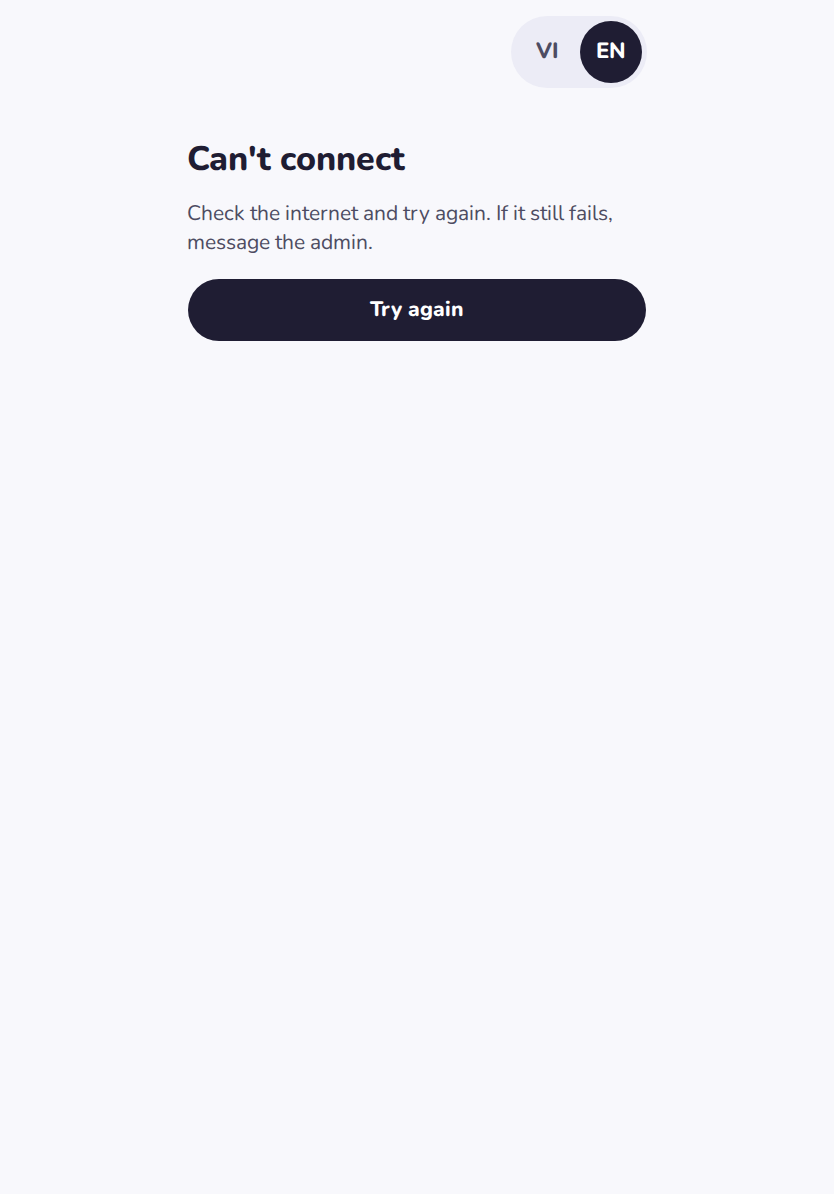 VI EN
Can't connect
Check the internet and try again. If it still fails,
message the admin.
Try again